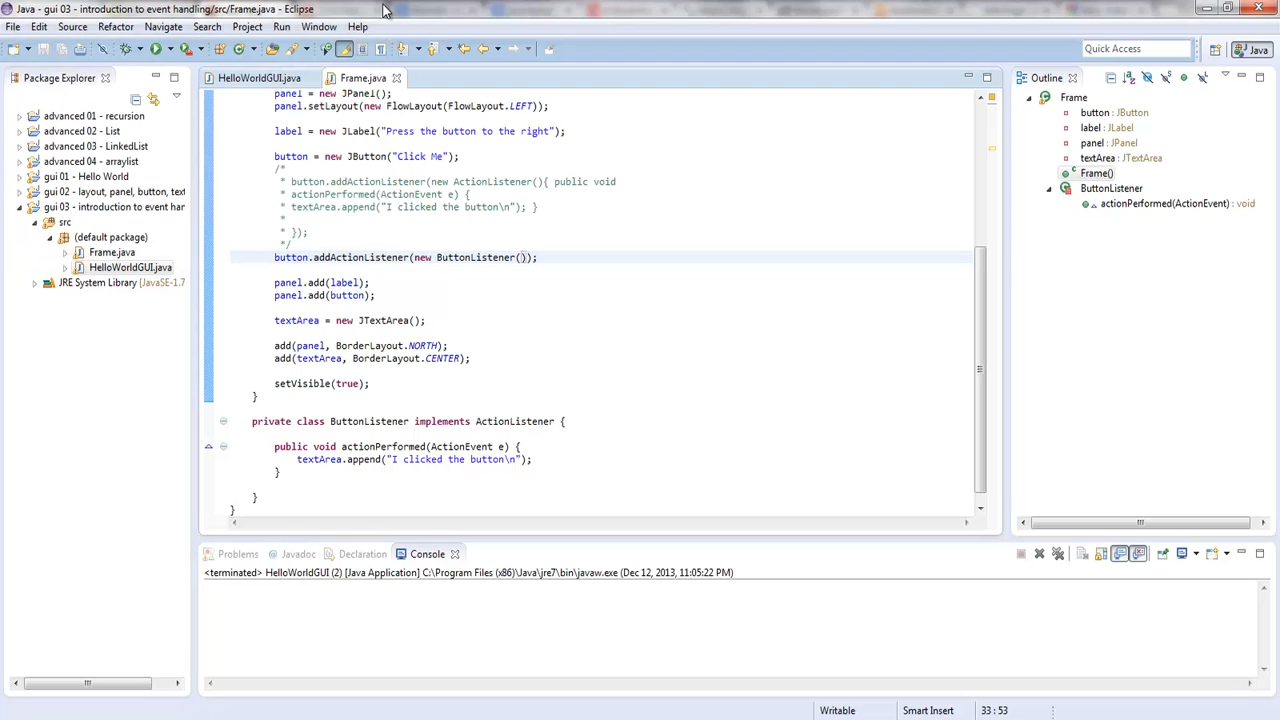 Java - gui 03 - introduction to event handling/src/Frame.java - Eclipse
File Edit Source Refactor Navigate Search Project Run Window Help
Quick Access
Java
Package Explorer
advanced 01 - recursion
advanced 02 - List
advanced 03 - LinkedList
advanced 04 - arraylist
gui 01 - Hello World
gui 02 - layout, panel, button, text
gui 03 - introduction to event hanc
src
(default package)
Frame.java
HelloWorldGUI.java
JRE System Library [JavaSE-1.7
HelloWorldGUI.java
Frame.java
panel = new JPanel();
panel.setLayout(new FlowLayout(FlowLayout.LEFT));
label = new JLabel("Press the button to the right");
button = new JButton("Click Me");
/*
* button.addActionListener(new ActionListener(){ public void
* actionPerformed(ActionEvent e) {
* textArea.append("I clicked the button\n"); }
*
* });
*/
button.addActionListener(new ButtonListener());
panel.add(label);
panel.add(button);
textArea = new JTextArea();
add(panel, BorderLayout.NORTH);
add(textArea, BorderLayout.CENTER);
setVisible(true);
}
private class ButtonListener implements ActionListener {
public void actionPerformed(ActionEvent e) {
textArea.append("I clicked the button\n");
}
}
}
Outline
Frame
button : JButton
label : JLabel
panel : JPanel
textArea : JTextArea
Frame()
ButtonListener
actionPerformed(ActionEvent) : void
Problems
@ Javadoc
Declaration
Console
<terminated> HelloWorldGUI (2) [Java Application] C:\Program Files (x86)\Java\jre7\bin\javaw.exe (Dec 12, 2013, 11:05:22 PM)
Writable
Smart Insert
33 : 53